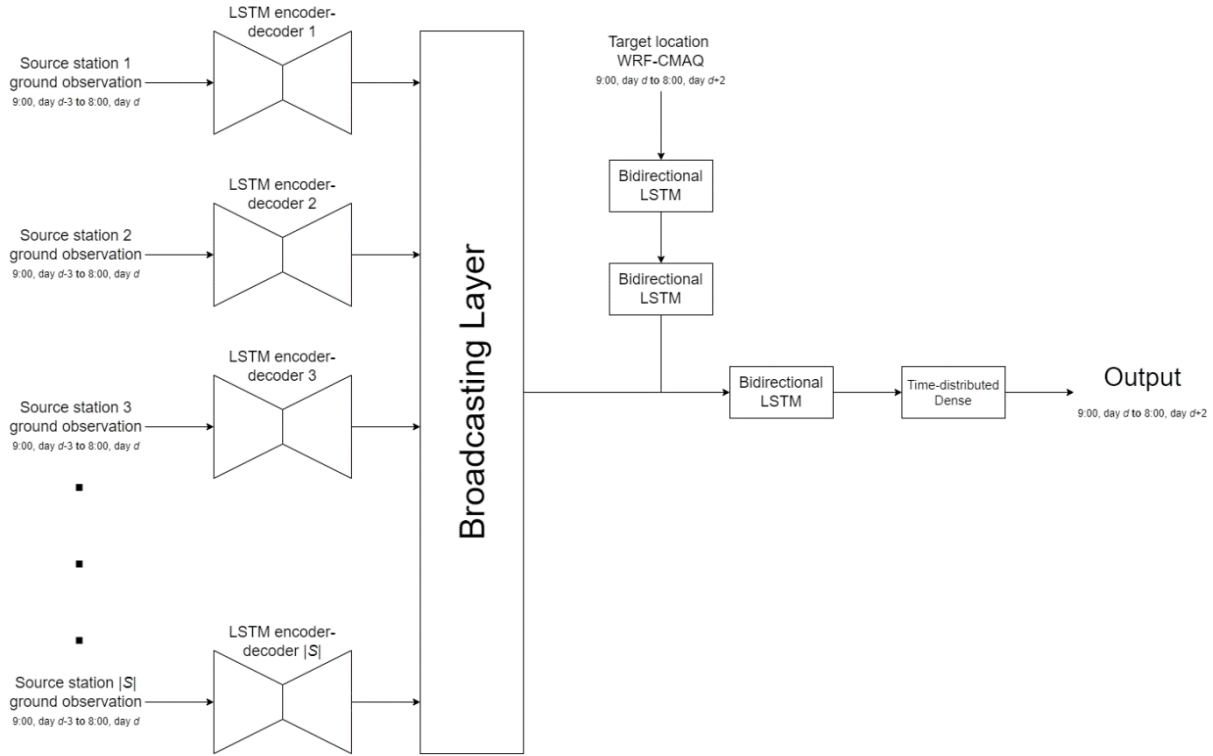 LSTM encoder-
decoder 1
Source station 1
ground observation
9:00, day d-3 to 8:00, day d
LSTM encoder-
decoder 2
Source station 2
ground observation
9:00, day d-3 to 8:00, day d
LSTM encoder-
decoder 3
Source station 3
ground observation
9:00, day d-3 to 8:00, day d
LSTM encoder-
decoder |S|
Source station |S|
ground observation
9:00, day d-3 to 8:00, day d
Broadcasting Layer
Target location
WRF-CMAQ
9:00, day d to 8:00, day d+2
Bidirectional
LSTM
Bidirectional
LSTM
Bidirectional
LSTM
Time-distributed
Dense
Output
9:00, day d to 8:00, day d+2